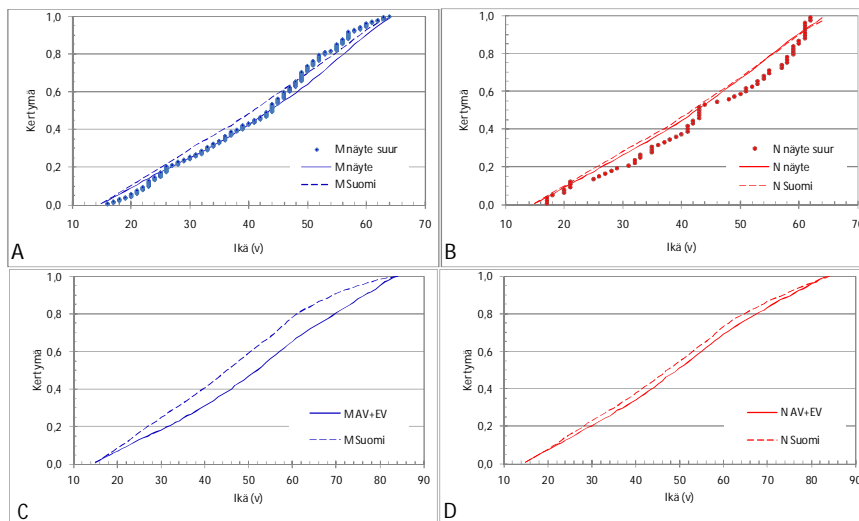 1,0
0,8
0,6
0,4
0,2
0,0
Kertymä
M näyte suur
M näyte
M Suomi
10 20 30 40 50 60 70
Ikä (v)
A
1,0
0,8
0,6
0,4
0,2
0,0
Kertymä
N näyte suur
N näyte
N Suomi
10 20 30 40 50 60 70
Ikä (v)
B
1,0
0,8
0,6
0,4
0,2
0,0
Kertymä
M AV+EV
M Suomi
10 20 30 40 50 60 70 80 90
Ikä (v)
C
1,0
0,8
0,6
0,4
0,2
0,0
Kertymä
N AV+EV
N Suomi
10 20 30 40 50 60 70 80 90
Ikä (v)
D